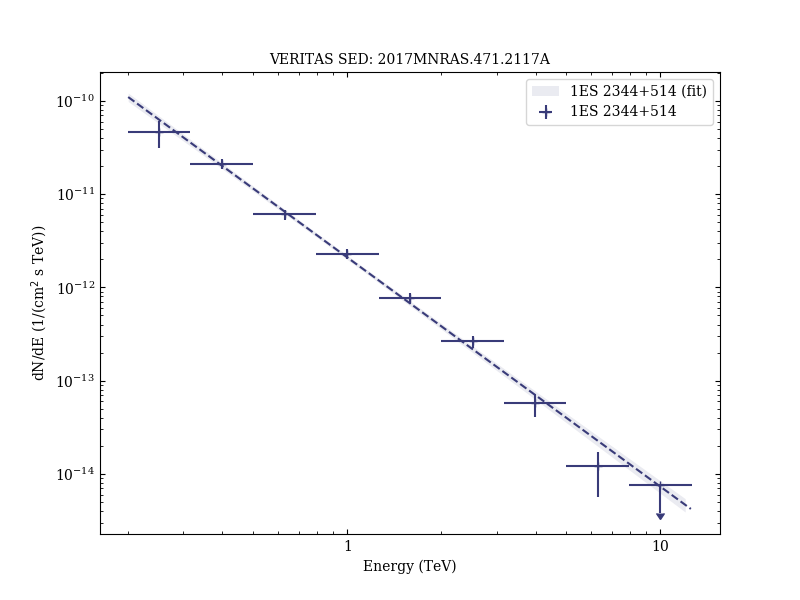 VERITAS SED: 2017MNRAS.471.2117A
1ES 2344+514 (fit)
1ES 2344+514
dN/dE (1/(cm² s TeV))
10⁻¹⁰
10⁻¹¹
10⁻¹²
10⁻¹³
10⁻¹⁴
1
10
Energy (TeV)